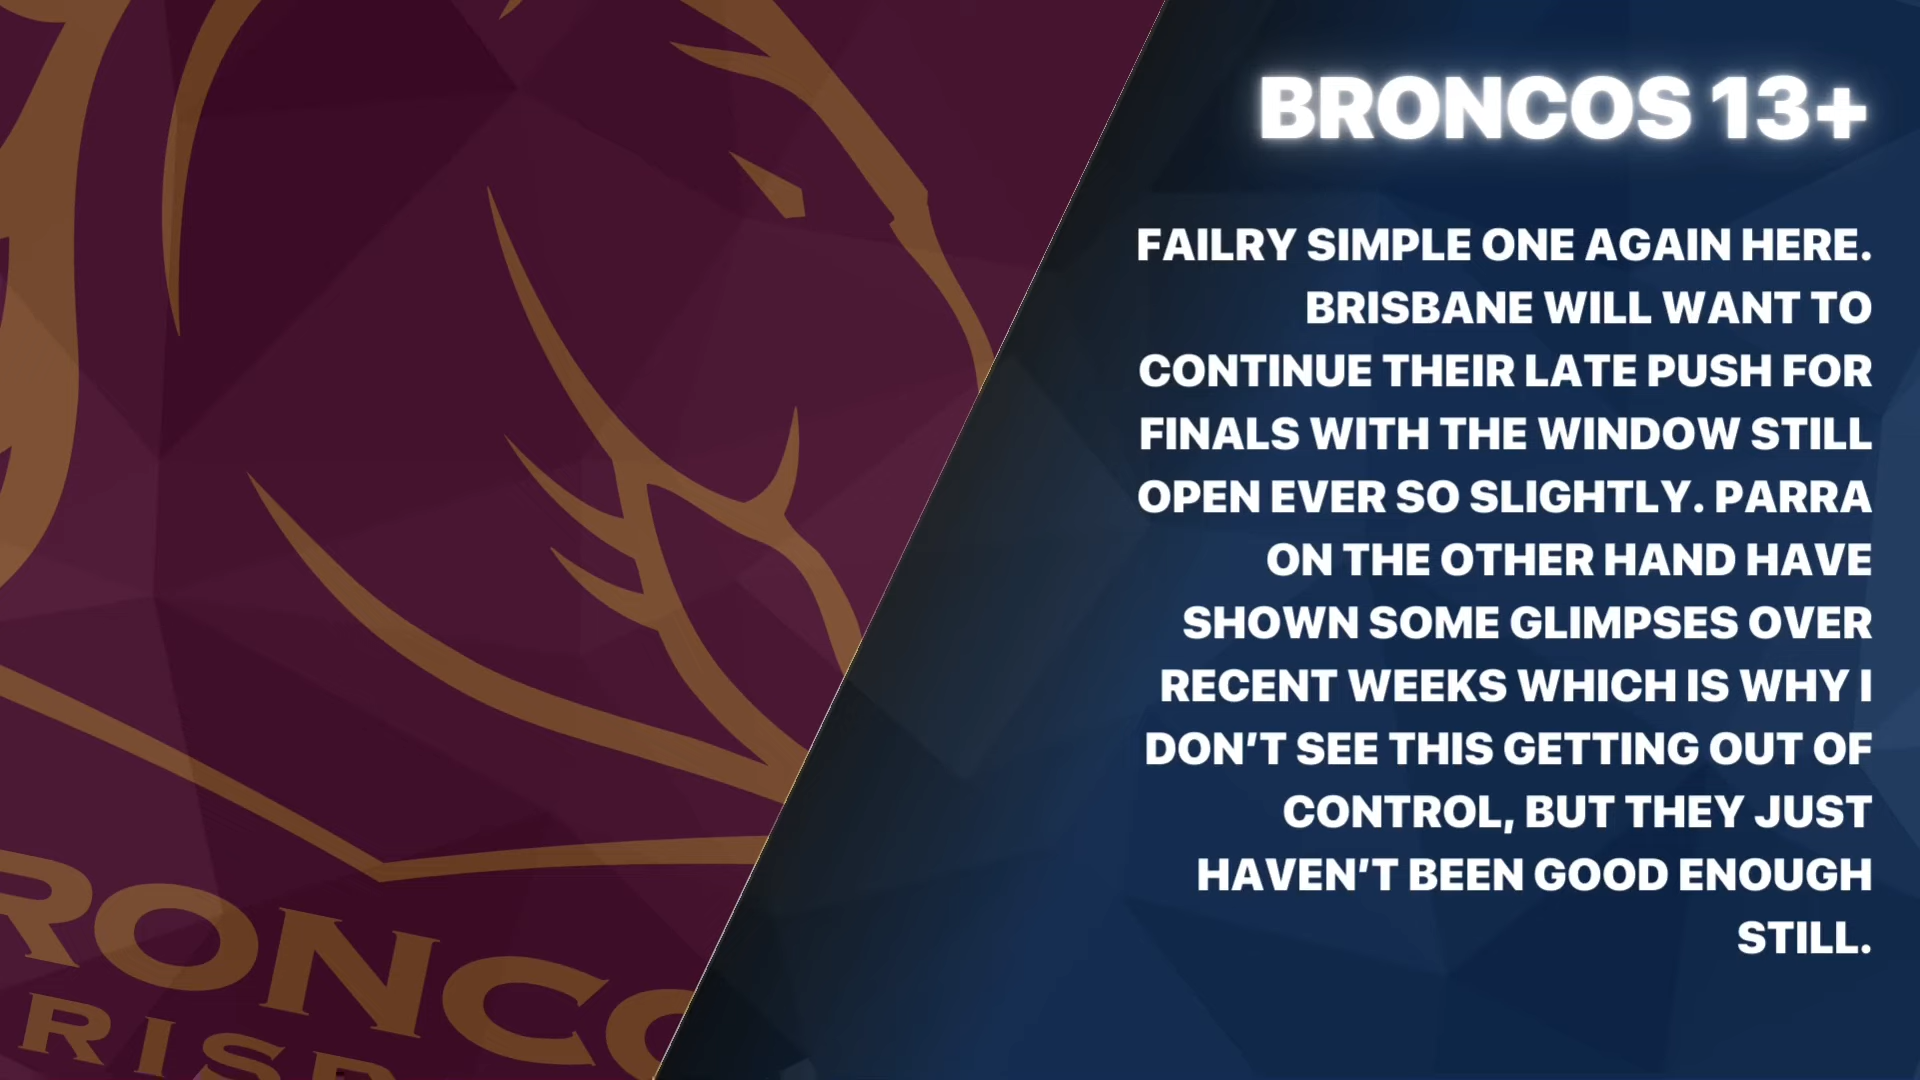 BRONCOS 13+
FAILRY SIMPLE ONE AGAIN HERE.
BRISBANE WILL WANT TO
CONTINUE THEIR LATE PUSH FOR
FINALS WITH THE WINDOW STILL
OPEN EVER SO SLIGHTLY. PARRA
ON THE OTHER HAND HAVE
SHOWN SOME GLIMPSES OVER
RECENT WEEKS WHICH IS WHY I
DON'T SEE THIS GETTING OUT OF
CONTROL, BUT THEY JUST
HAVEN'T BEEN GOOD ENOUGH
STILL.
RONCO
RISB